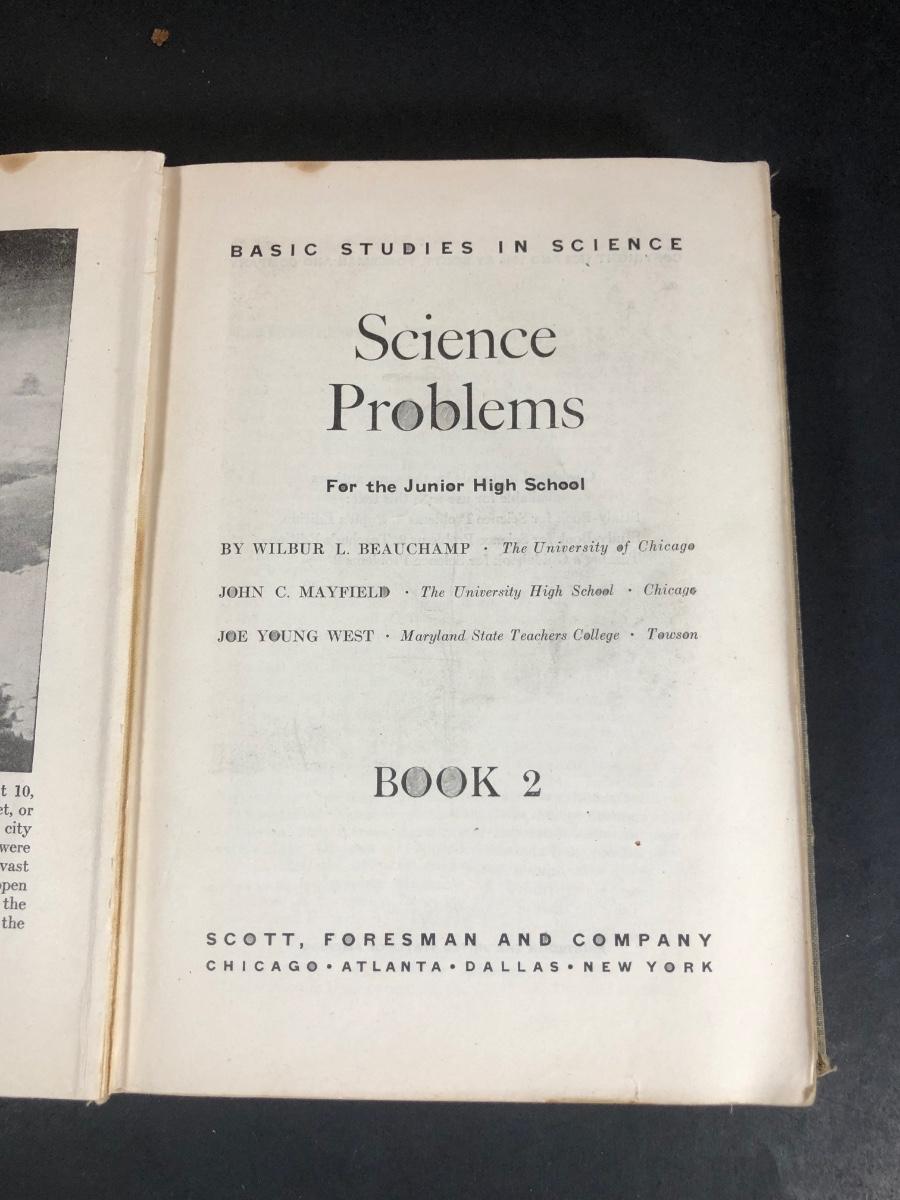 BASIC STUDIES IN SCIENCE
Science
Problems
For the Junior High School
BY WILBUR L. BEAUCHAMP · The University of Chicago
JOHN C. MAYFIELD · The University High School · Chicago
JOE YOUNG WEST · Maryland State Teachers College · Towson
BOOK 2
SCOTT, FORESMAN AND COMPANY
CHICAGO • ATLANTA • DALLAS • NEW YORK
t 10,
et, or
city
were
vast
open
the
the